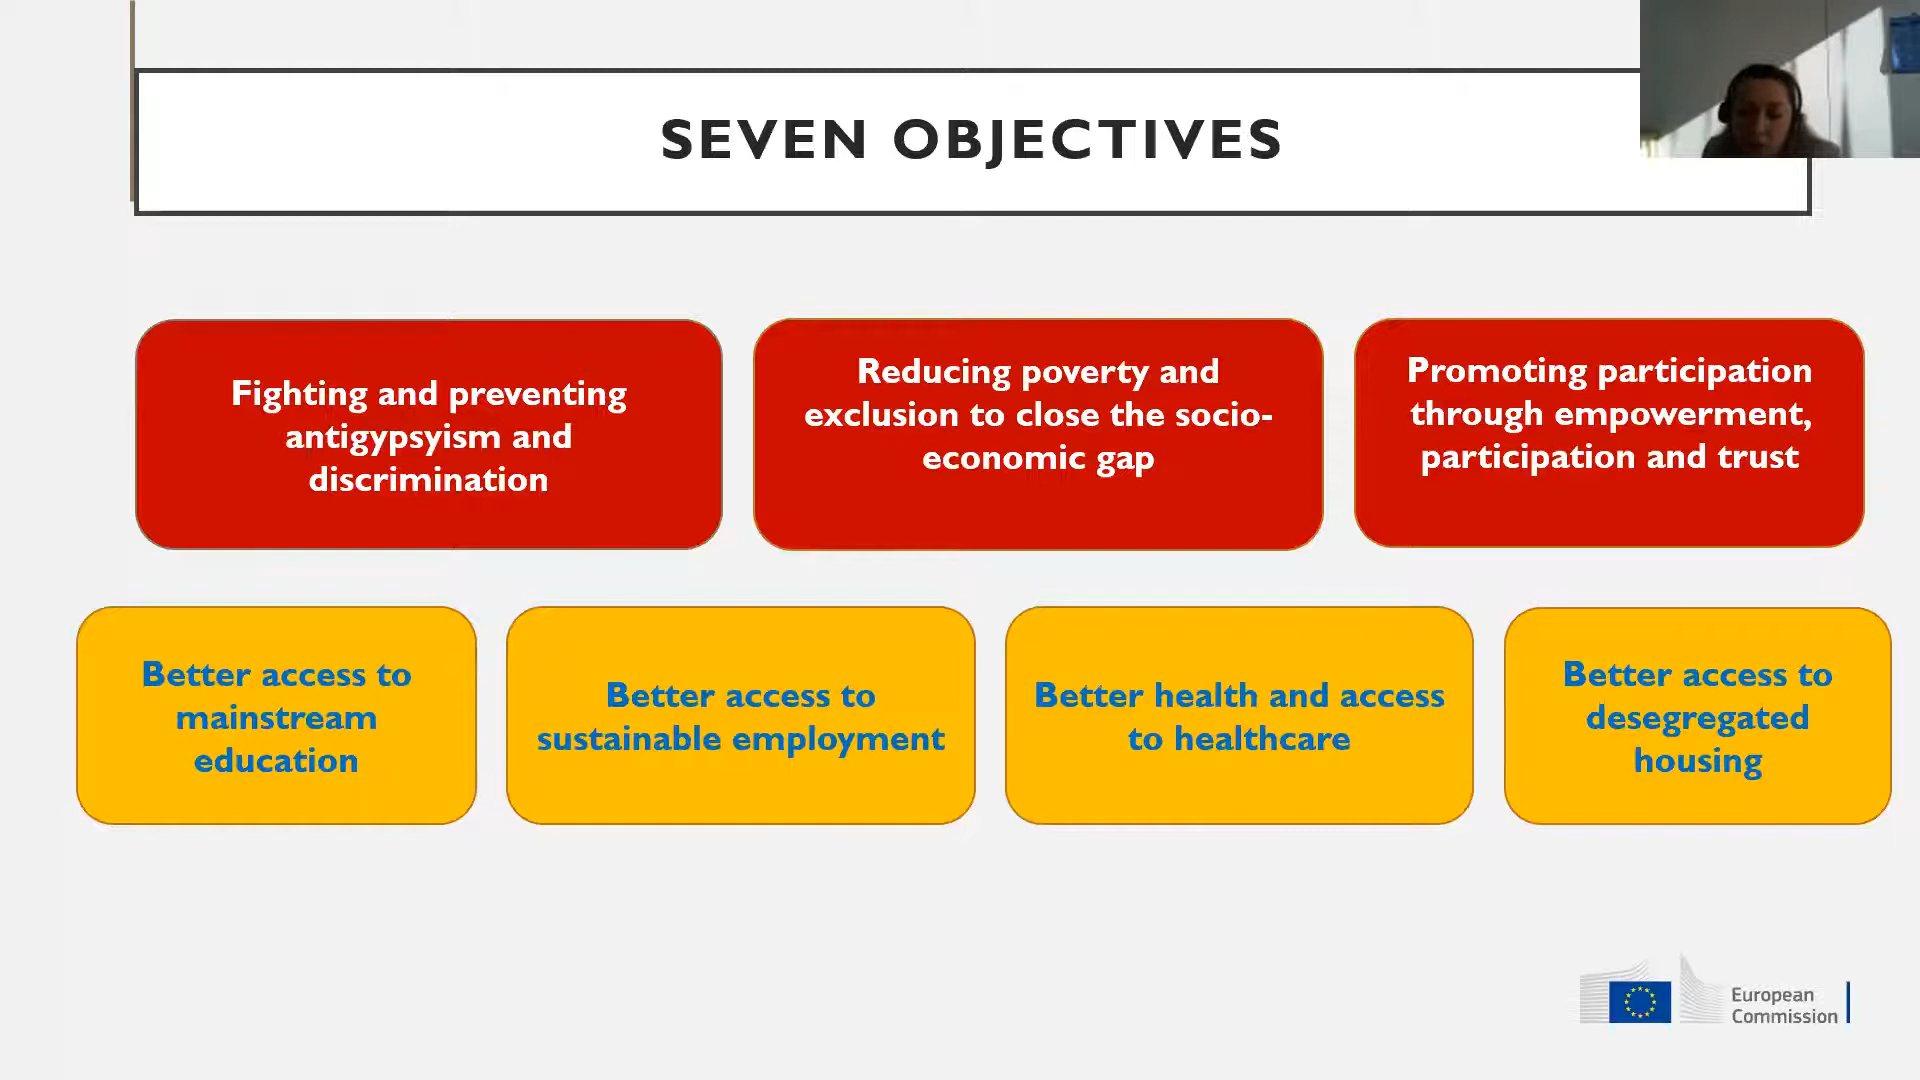 SEVEN OBJECTIVES
Fighting and preventing
antigypsyism and
discrimination
Reducing poverty and
exclusion to close the socio-
economic gap
Promoting participation
through empowerment,
participation and trust
Better access to
mainstream
education
Better access to
sustainable employment
Better health and access
to healthcare
Better access to
desegregated
housing
European
Commission